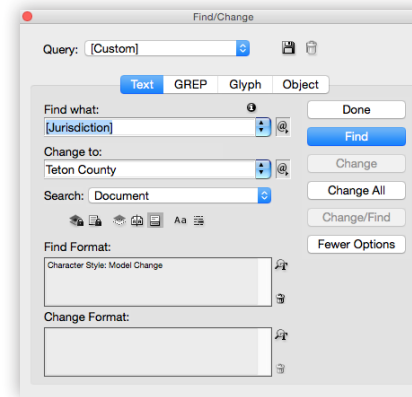 Find/Change
Query: [Custom]
Text GREP Glyph Object
Find what:
[Jurisdiction]
Change to:
Teton County
Search: Document
Aa
Find Format:
Character Style: Model Change
Change Format:
Done
Find
Change
Change All
Change/Find
Fewer Options